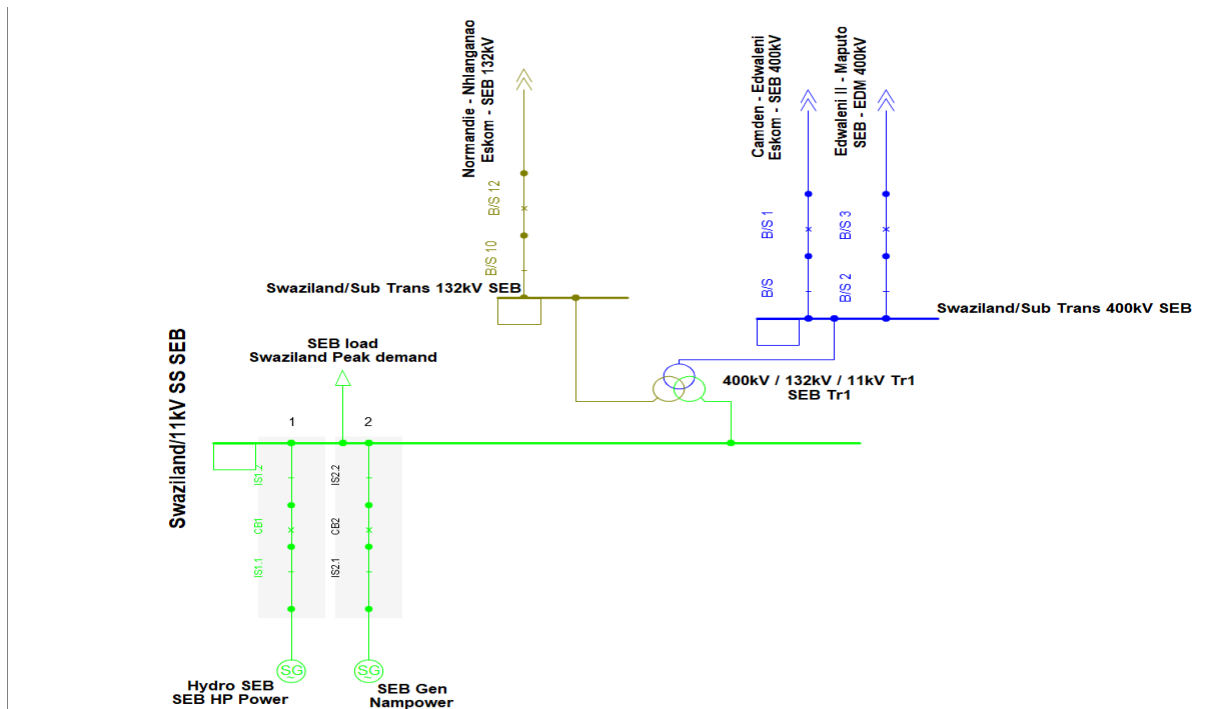 Normandie - Nhlanganao
Eskom - SEB 132kV
Camden - Edwaleni
Eskom - SEB 400kV
Edwaleni II - Maputo
SEB - EDM 400kV
B/S 12
B/S 10
B/S 1
B/S
B/S 3
B/S 2
Swaziland/Sub Trans 132kV SEB
Swaziland/Sub Trans 400kV SEB
SEB load
Swaziland Peak demand
400kV / 132kV / 11kV Tr1
SEB Tr1
Swaziland/11kV SS SEB
1
2
IS1.2
CB1
IS1.1
IS2.2
CB2
IS2.1
SG
SG
Hydro SEB
SEB HP Power
SEB Gen
Nampower